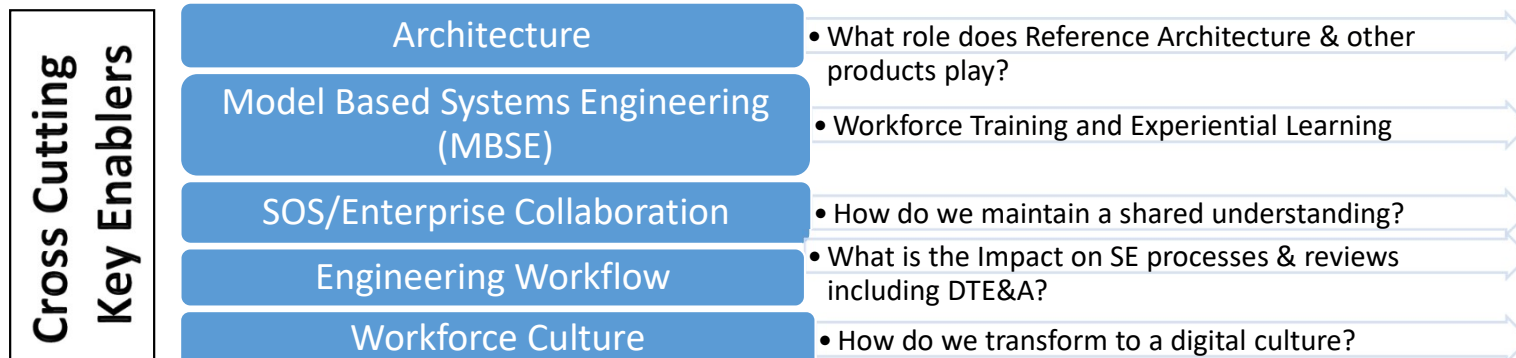 Cross Cutting
Key Enablers
Architecture
• What role does Reference Architecture & other
products play?
Model Based Systems Engineering
(MBSE)
• Workforce Training and Experiential Learning
SOS/Enterprise Collaboration
• How do we maintain a shared understanding?
Engineering Workflow
• What is the Impact on SE processes & reviews
including DTE&A?
Workforce Culture
• How do we transform to a digital culture?